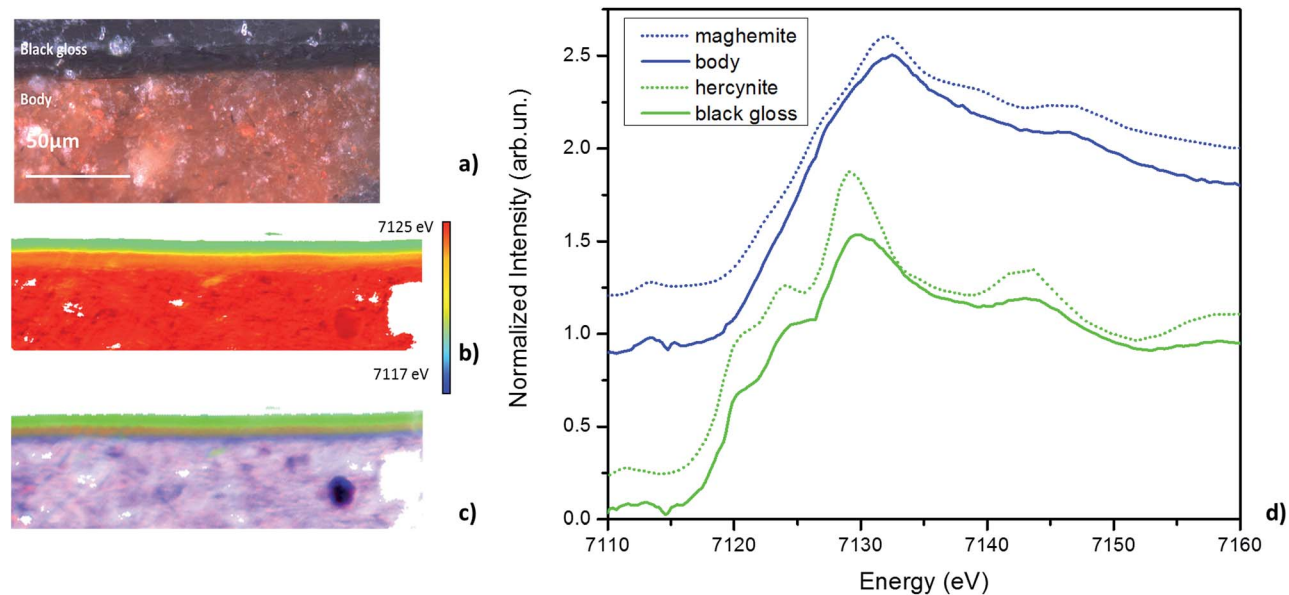 Black gloss
Body
50µm
a)
7125 eV
7117 eV
b)
c)
maghemite
body
hercynite
black gloss
Normalized Intensity (arb.un.)
2.5
2.0
1.5
1.0
0.5
0.0
7110 7120 7130 7140 7150 7160
Energy (eV)
d)